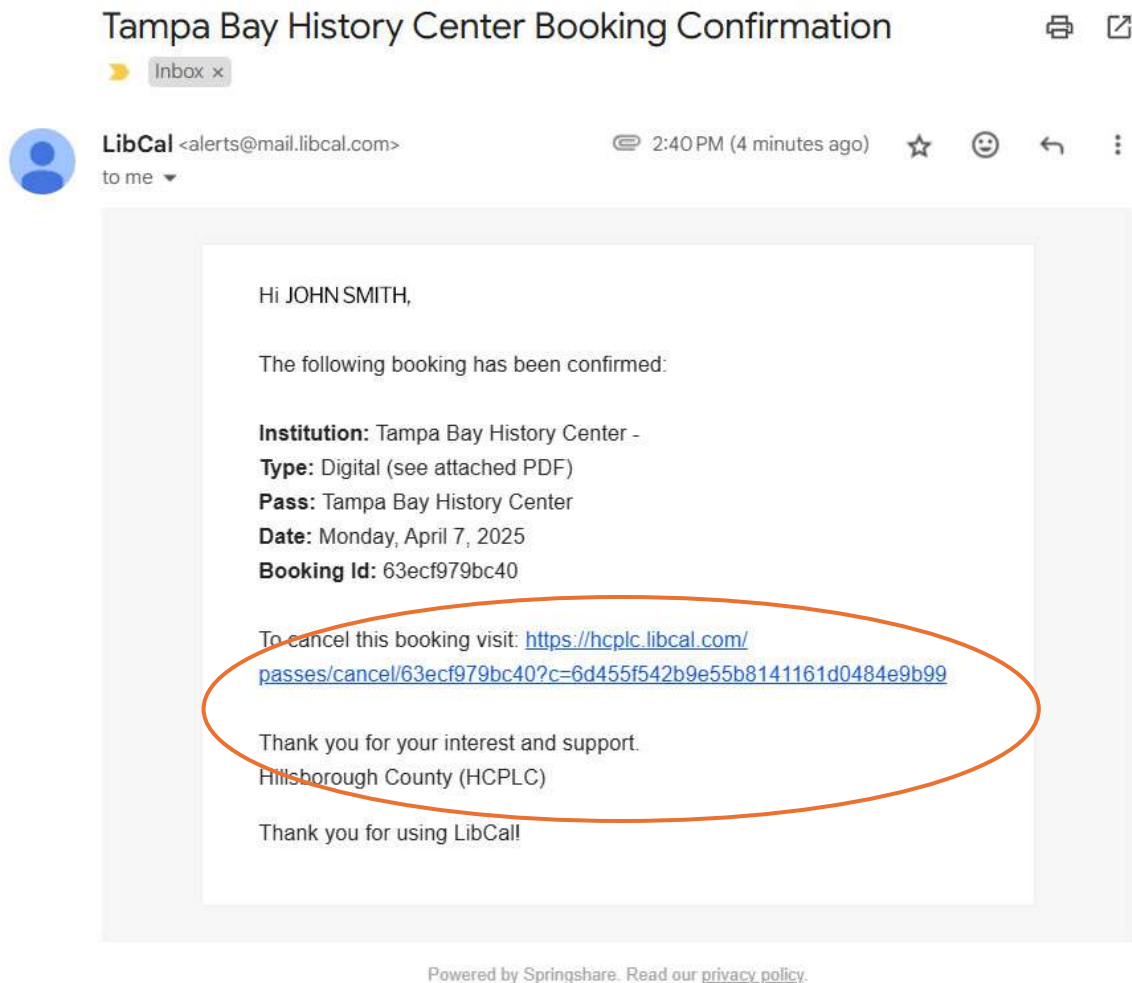 Tampa Bay History Center Booking Confirmation
Inbox ×
LibCal <alerts@mail.libcal.com> 2:40 PM (4 minutes ago)
to me
Hi JOHN SMITH,
The following booking has been confirmed:
Institution: Tampa Bay History Center -
Type: Digital (see attached PDF)
Pass: Tampa Bay History Center
Date: Monday, April 7, 2025
Booking Id: 63ecf979bc40
To cancel this booking visit: https://hcplc.libcal.com/
passes/cancel/63ecf979bc40?c=6d455f542b9e55b8141161d0484e9b99
Thank you for your interest and support.
Hillsborough County (HCPLC)
Thank you for using LibCal!
Powered by Springshare. Read our privacy policy.